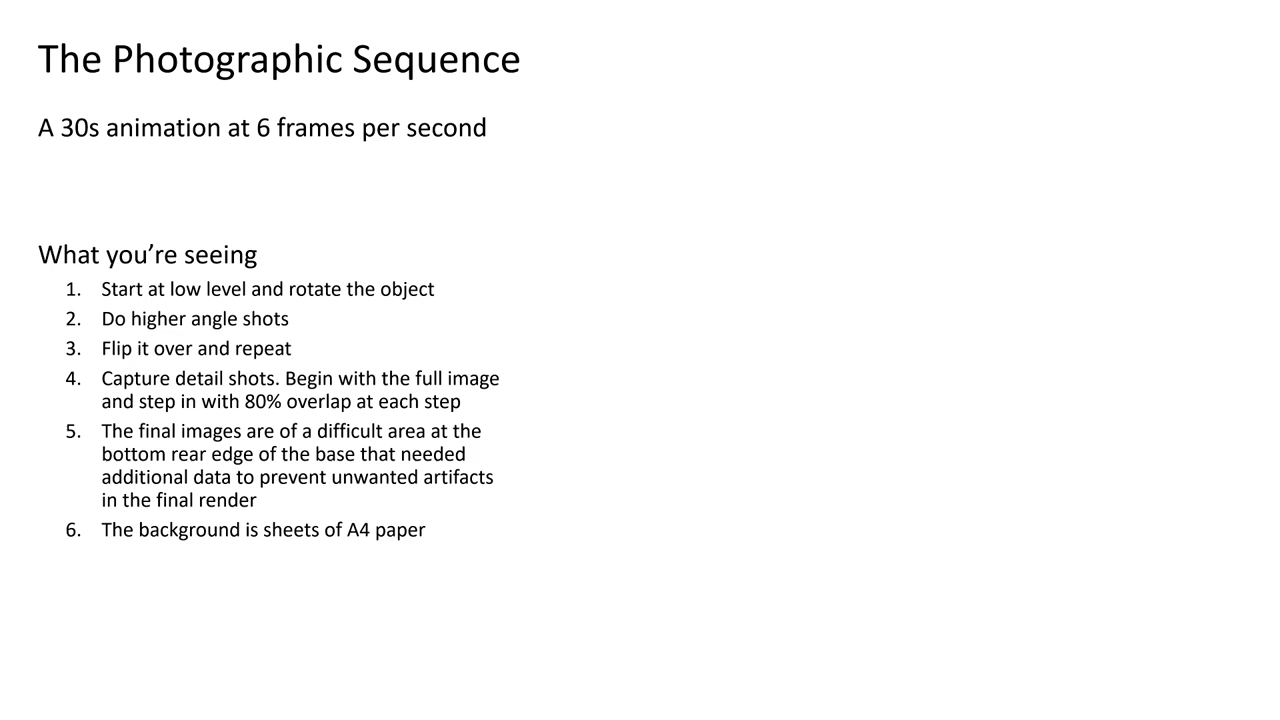 The Photographic Sequence
A 30s animation at 6 frames per second
What you’re seeing
1. Start at low level and rotate the object
2. Do higher angle shots
3. Flip it over and repeat
4. Capture detail shots. Begin with the full image
and step in with 80% overlap at each step
5. The final images are of a difficult area at the
bottom rear edge of the base that needed
additional data to prevent unwanted artifacts
in the final render
6. The background is sheets of A4 paper